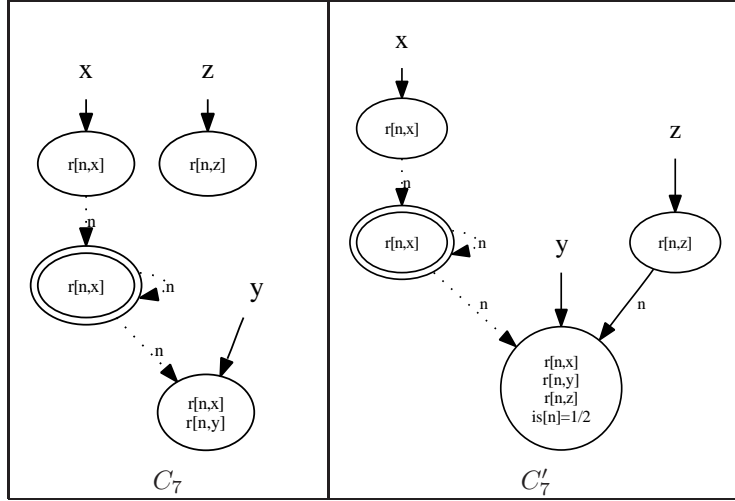 x
z
r[n,x]
r[n,z]
n
r[n,x]
n
y
n
r[n,x]
r[n,y]
C₇
x
r[n,x]
z
n
r[n,x]
n
y
r[n,z]
n
n
r[n,x]
r[n,y]
r[n,z]
is[n]=1/2
C′₇